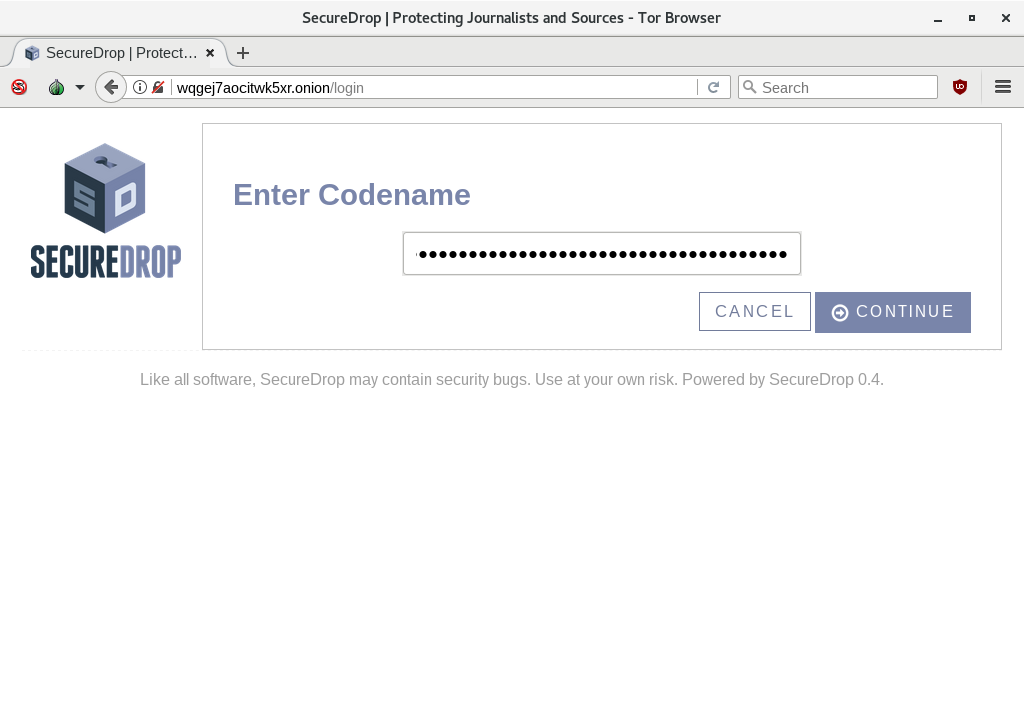 SecureDrop | Protecting Journalists and Sources - Tor Browser
SecureDrop | Protect...
wqgej7aocitwk5xr.onion/login
Search
SD
SECUREDROP
Enter Codename
CANCEL
CONTINUE
Like all software, SecureDrop may contain security bugs. Use at your own risk. Powered by SecureDrop 0.4.